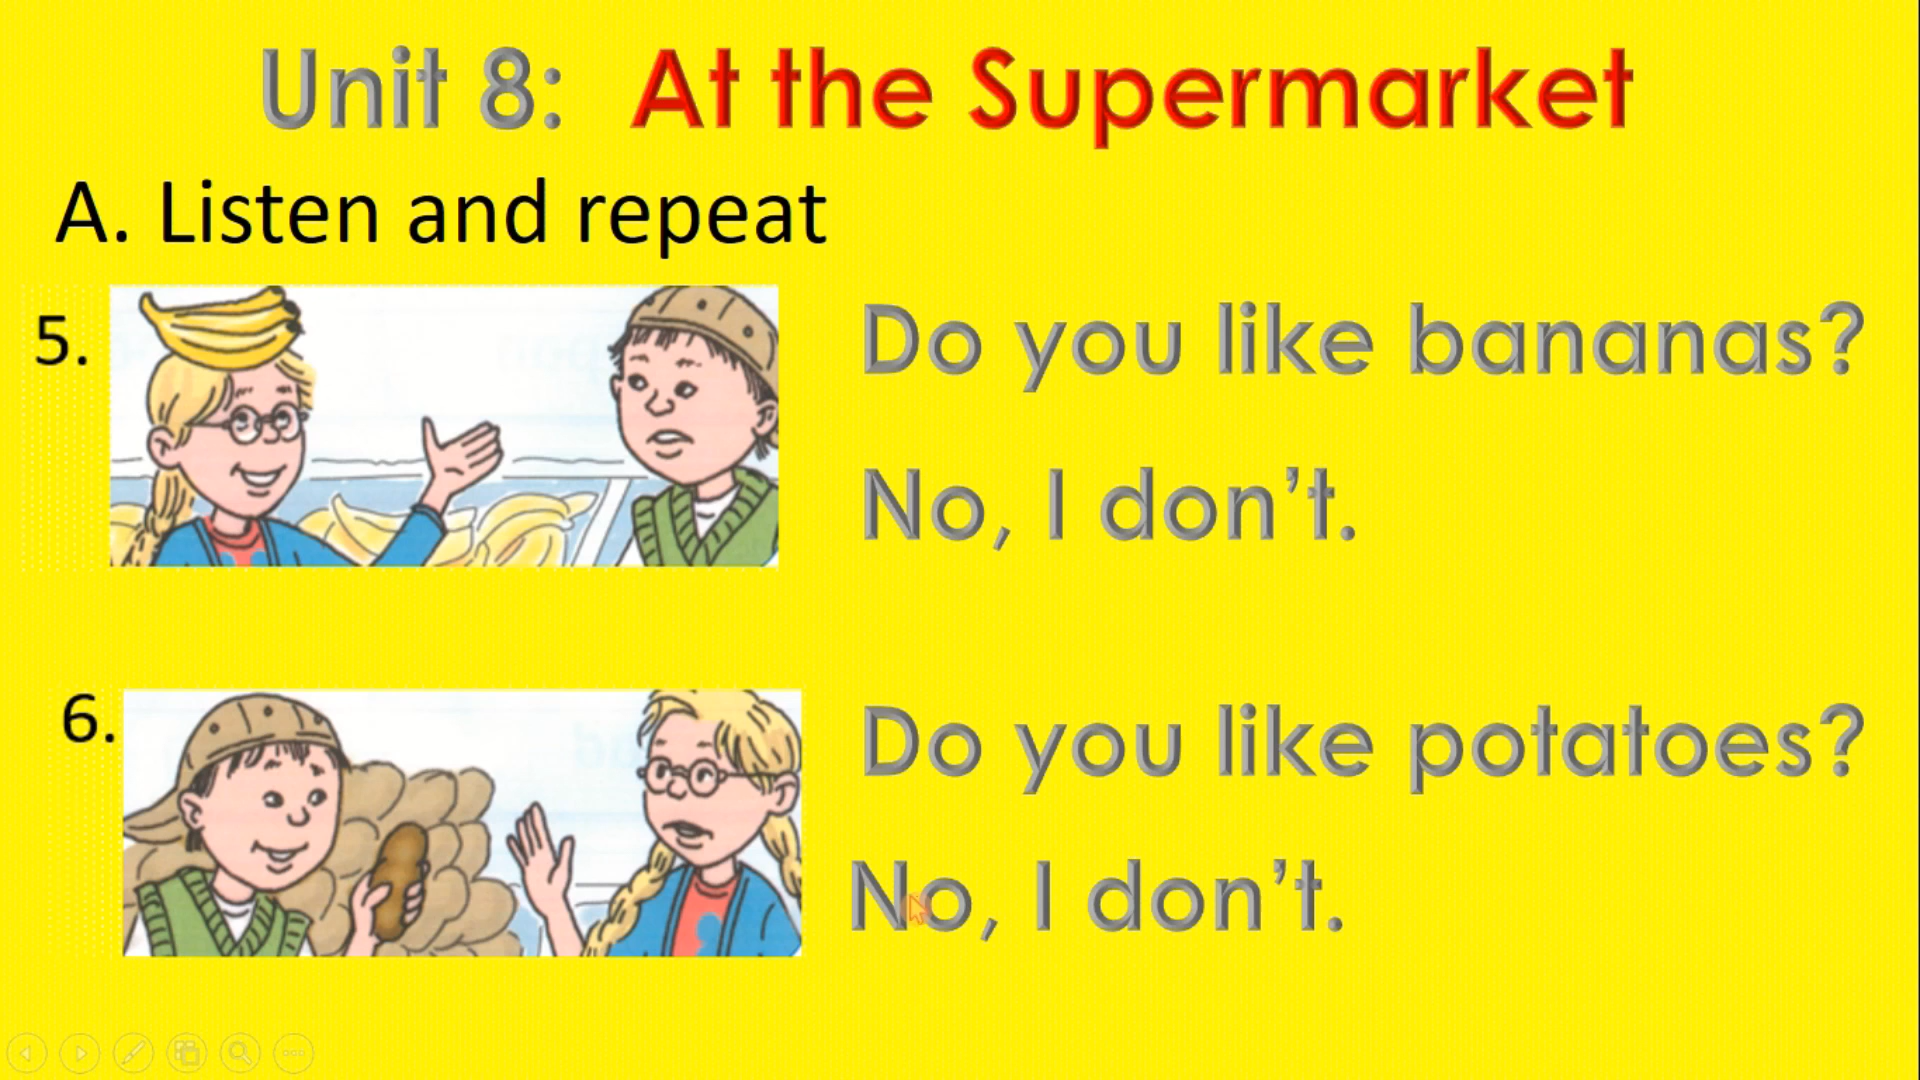 Unit 8: At the Supermarket
A. Listen and repeat
5.
Do you like bananas?
No, I don’t.
6.
Do you like potatoes?
No, I don’t.